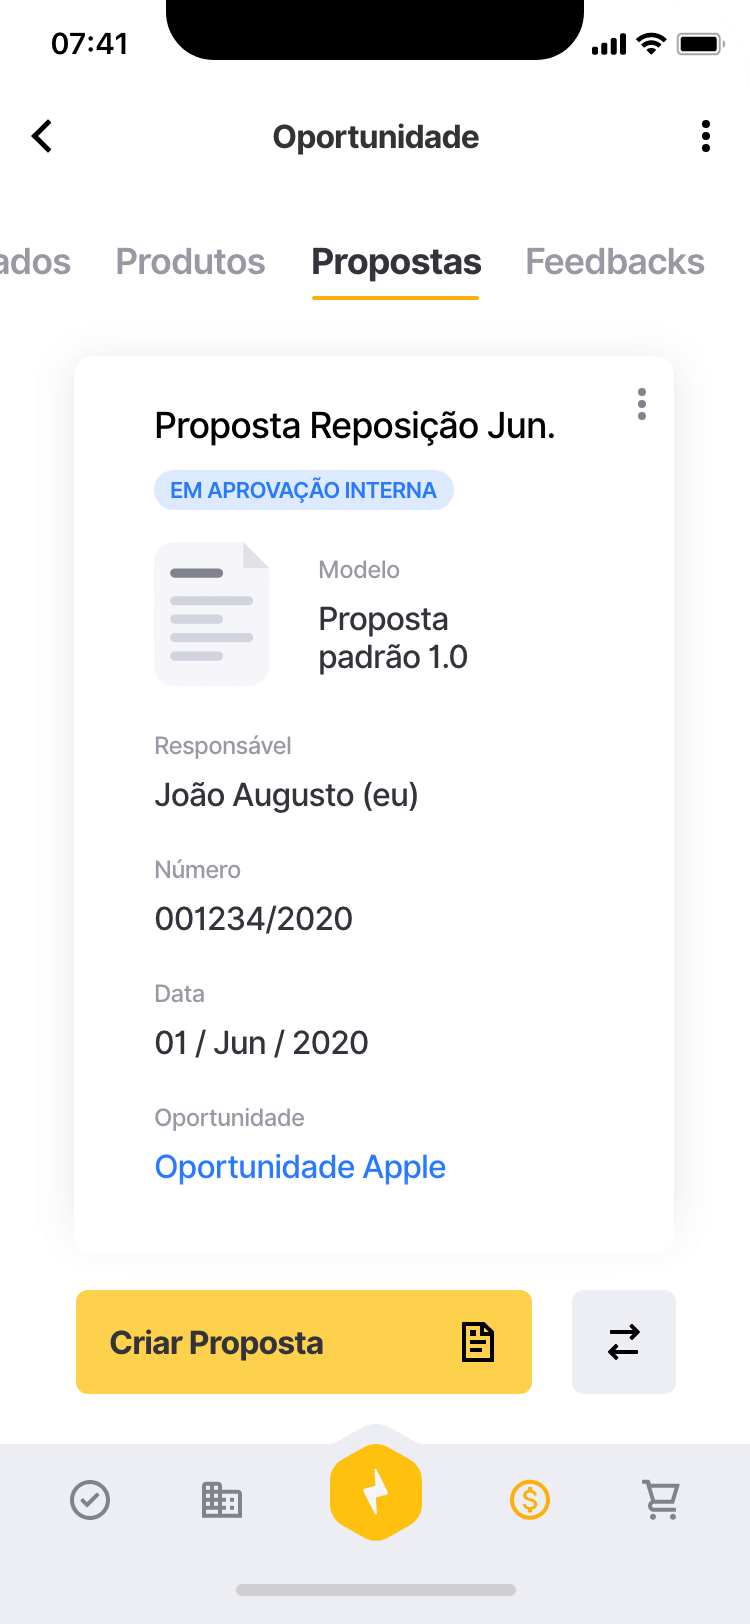 07:41
Oportunidade
ados Produtos Propostas Feedbacks
Proposta Reposição Jun.
EM APROVAÇÃO INTERNA
Modelo
Proposta
padrão 1.0
Responsável
João Augusto (eu)
Número
001234/2020
Data
01 / Jun / 2020
Oportunidade
Oportunidade Apple
Criar Proposta